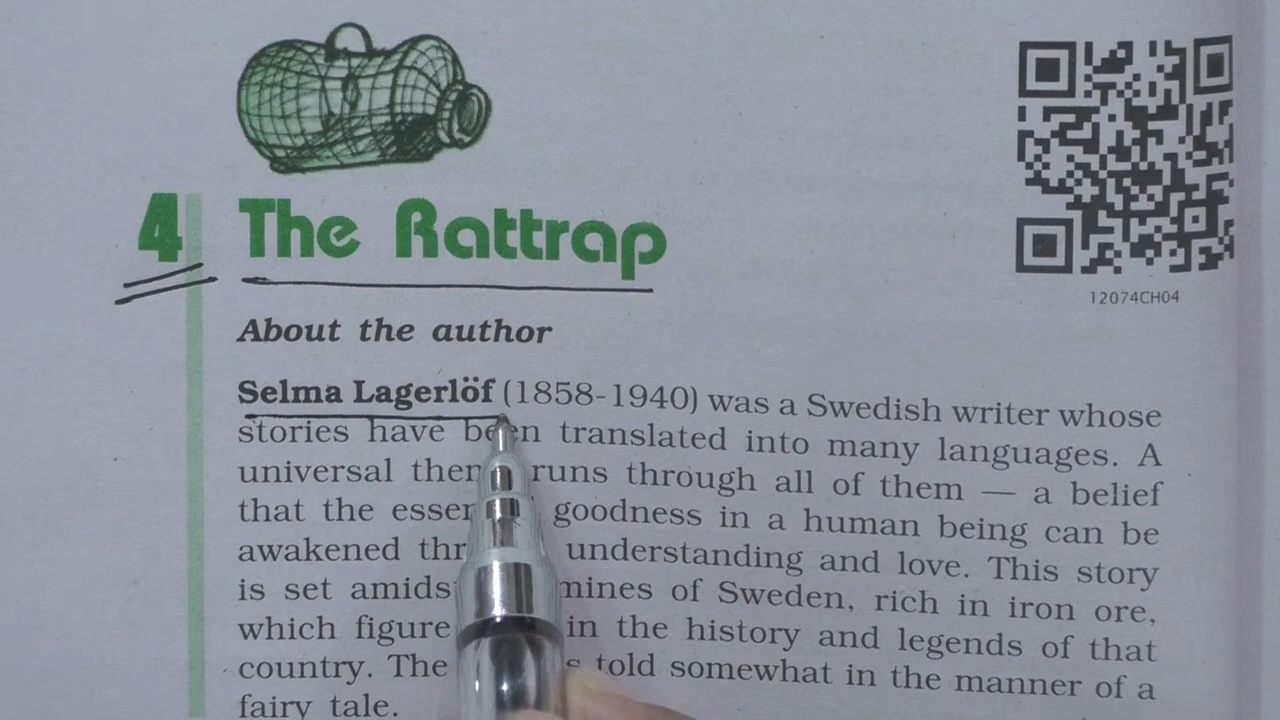 4 The Rattrap
12074CH04
About the author
Selma Lagerlöf (1858-1940) was a Swedish writer whose
stories have been translated into many languages. A
universal runs through all of them — a belief
that the goodness in a human being can be
awakened understanding and love. This story
is set mines of Sweden, rich in iron ore,
which in the history and legends of that
country. The told somewhat in the manner of a
fairy tale.